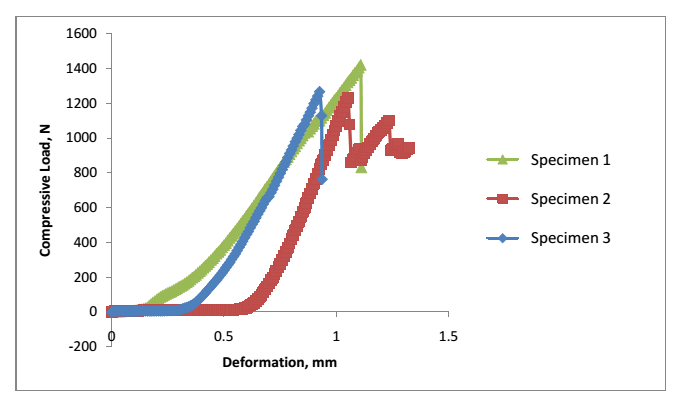 1600
1400
1200
1000
800
600
400
200
0
-200
0
0.5
1
1.5
Compressive Load, N
Deformation, mm
Specimen 1
Specimen 2
Specimen 3